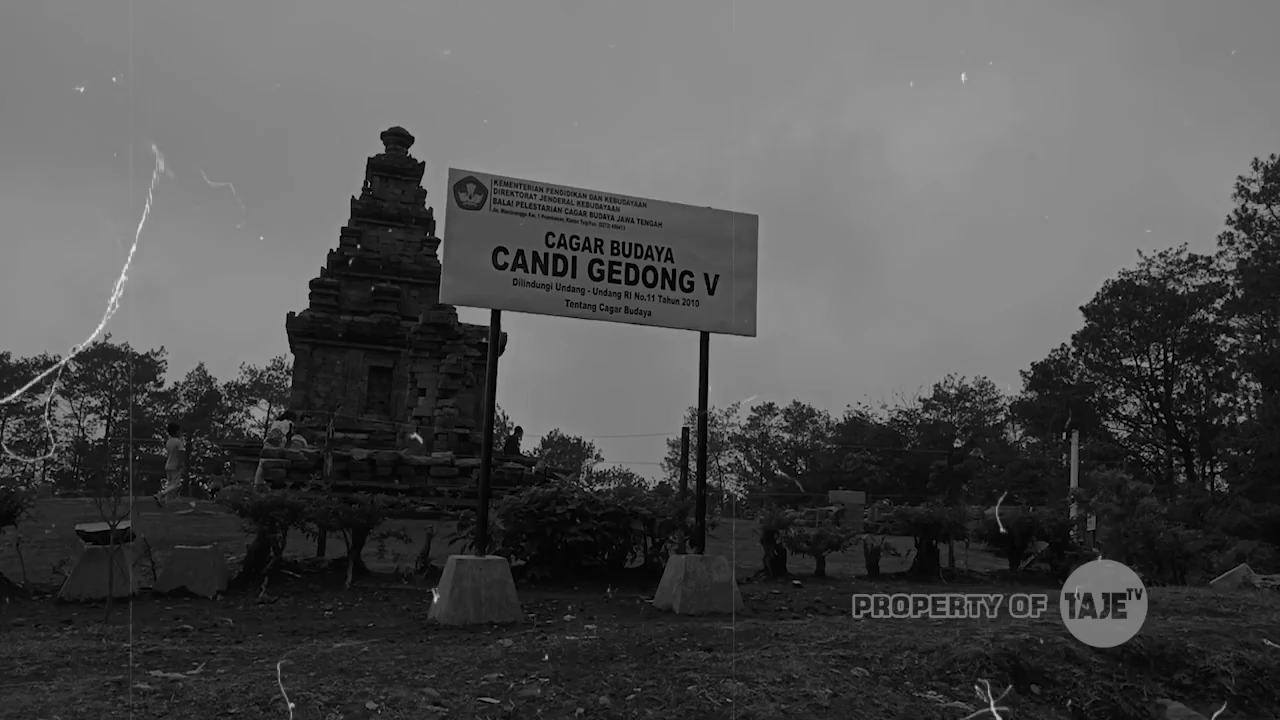 KEMENTERIAN PENDIDIKAN DAN KEBUDAYAAN
DIREKTORAT JENDERAL KEBUDAYAAN
BALAI PELESTARIAN CAGAR BUDAYA JAWA TENGAH
CAGAR BUDAYA
CANDI GEDONG V
Dilindungi Undang - Undang RI No.11 Tahun 2010
Tentang Cagar Budaya
PROPERTY OF TAJE TV